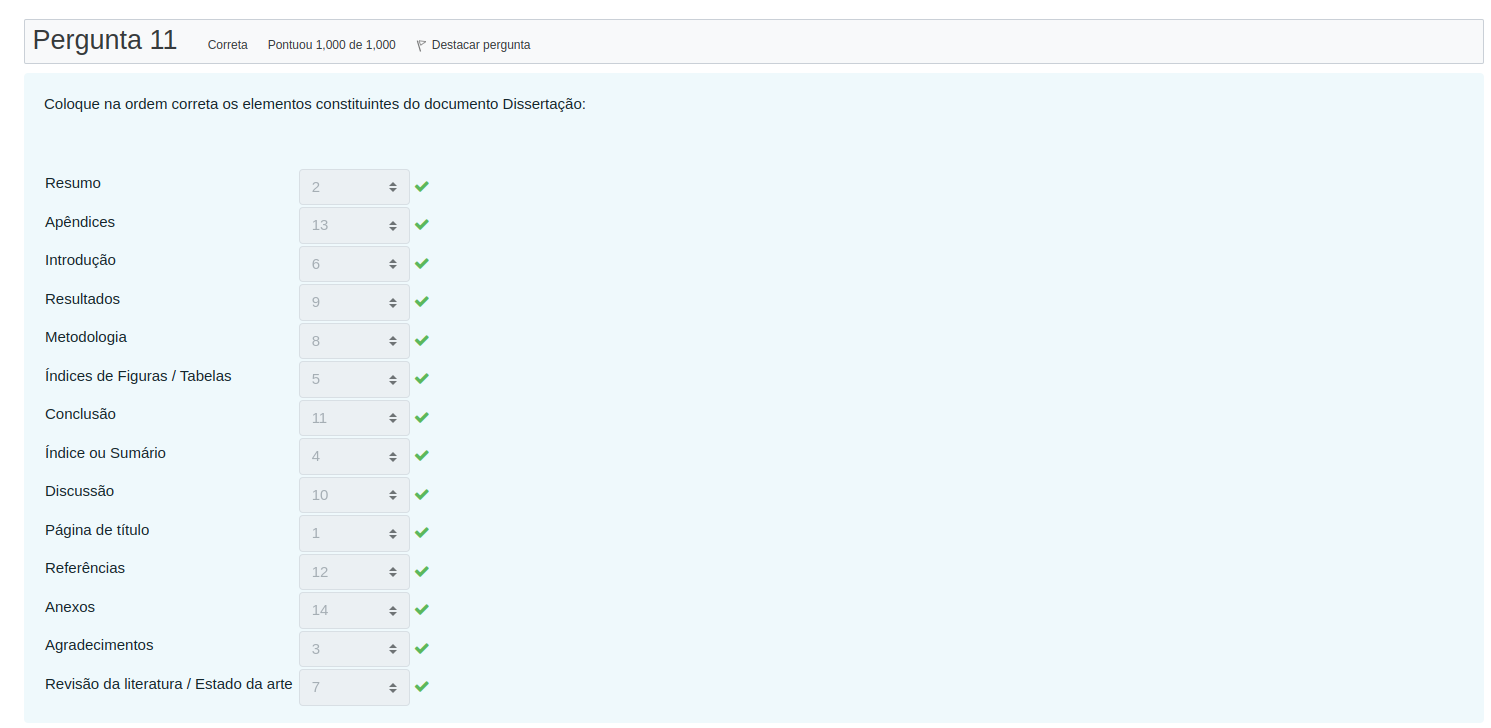 Pergunta 11 Correta Pontuou 1,000 de 1,000 Destacar pergunta
Coloque na ordem correta os elementos constituintes do documento Dissertação:
Resumo 2
Apêndices 13
Introdução 6
Resultados 9
Metodologia 8
Índices de Figuras / Tabelas 5
Conclusão 11
Índice ou Sumário 4
Discussão 10
Página de título 1
Referências 12
Anexos 14
Agradecimentos 3
Revisão da literatura / Estado da arte 7